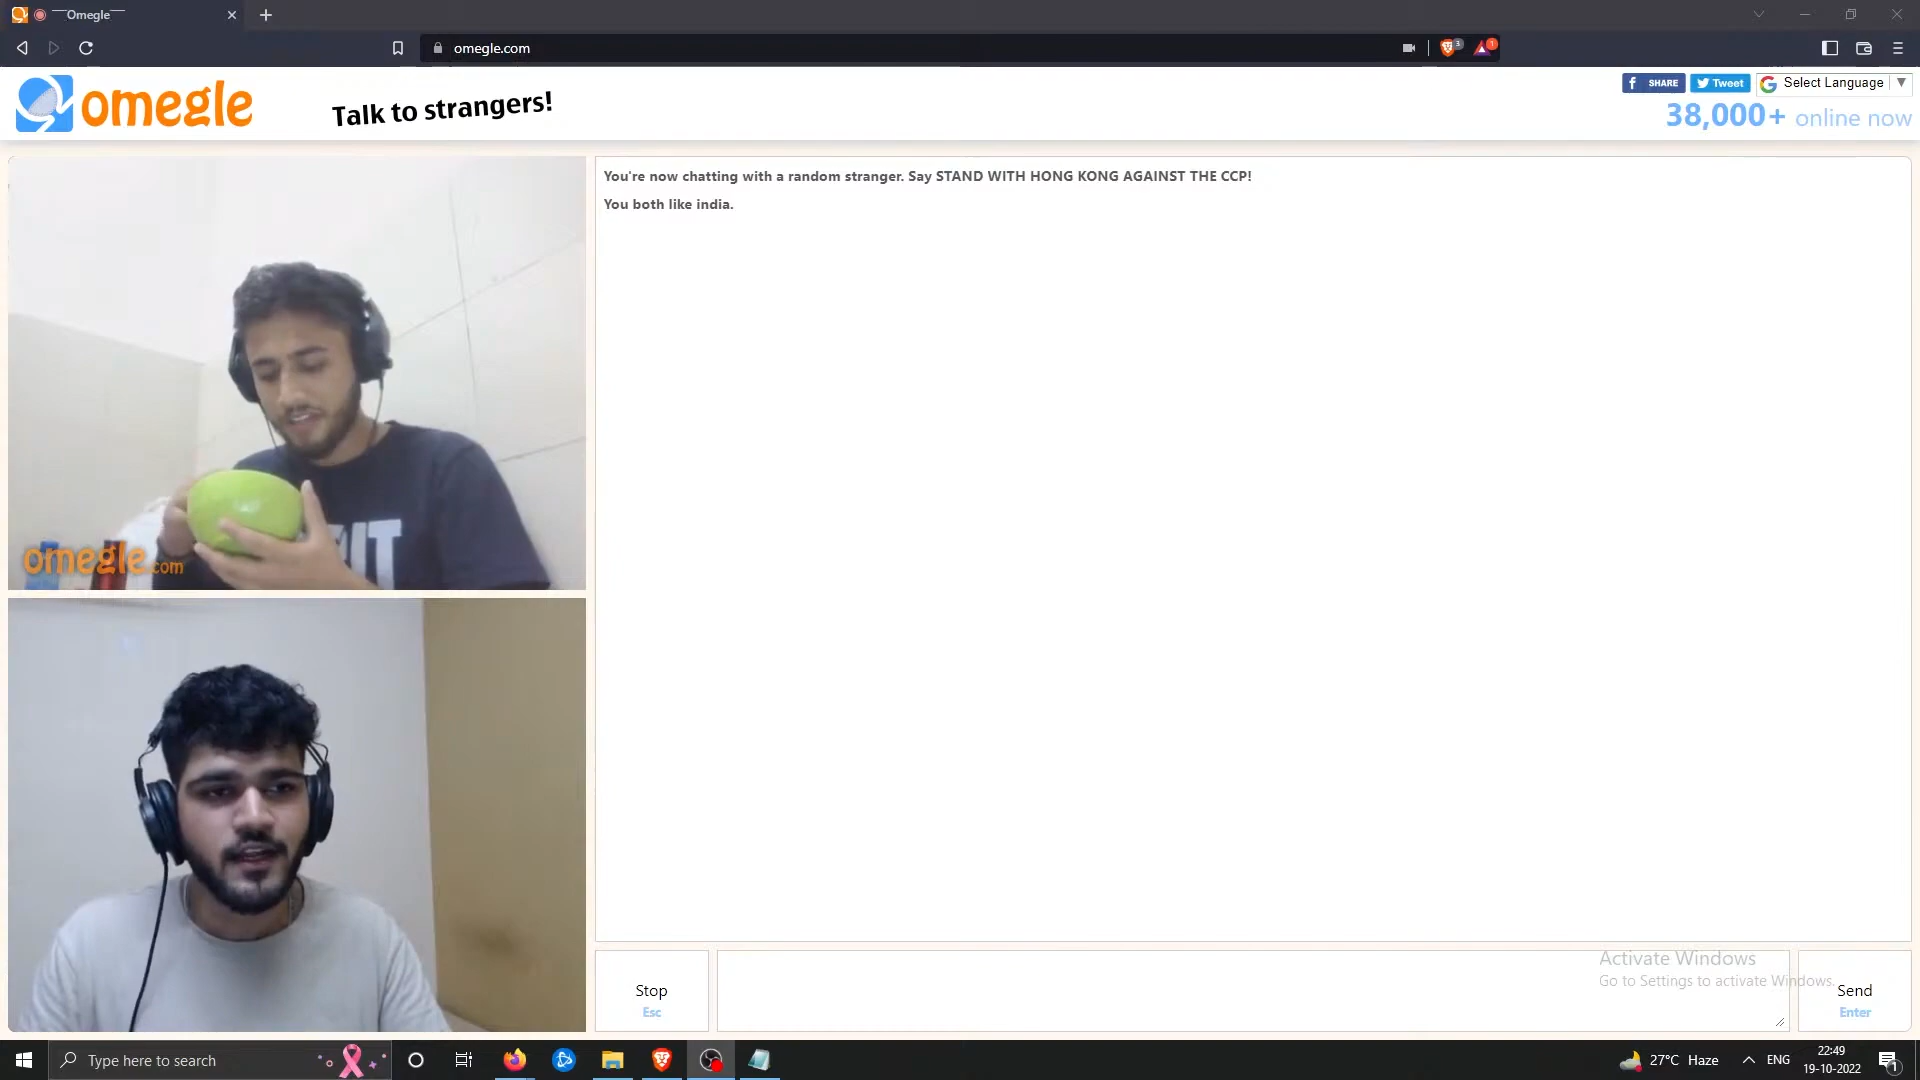 Omegle
omegle.com
3
1
omegle
Talk to strangers!
SHARE
Tweet
Select Language
38,000+ online now
You're now chatting with a random stranger. Say STAND WITH HONG KONG AGAINST THE CCP!
You both like india.
omegle.com
Stop
Esc
Activate Windows
Go to Settings to activate Windows.
Send
Enter
Type here to search
27°C Haze
ENG
22:49
19-10-2022
1